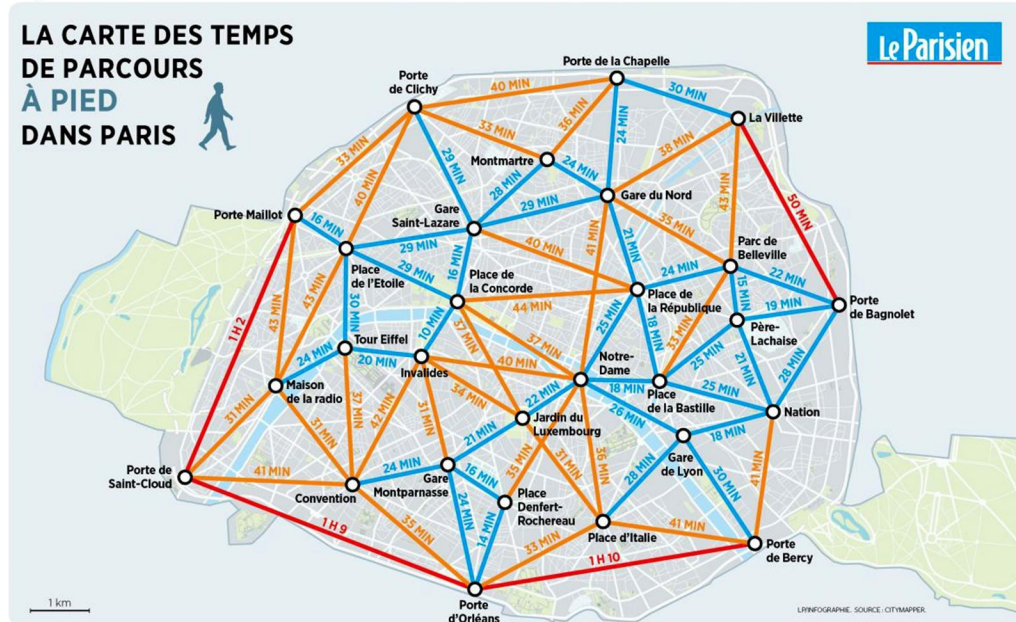 LA CARTE DES TEMPS
DE PARCOURS
À PIED
DANS PARIS
Le Parisien
Porte de la Chapelle
Porte
de Clichy
40 MIN
30 MIN
La Villette
33 MIN
36 MIN
24 MIN
33 MIN
38 MIN
Montmartre
24 MIN
40 MIN
29 MIN
28 MIN
43 MIN
50 MIN
Gare du Nord
Porte Maillot
16 MIN
Gare
Saint-Lazare
29 MIN
35 MIN
41 MIN
29 MIN
40 MIN
21 MIN
Place
de l'Etoile
29 MIN
16 MIN
Parc de
Belleville
24 MIN
22 MIN
43 MIN
43 MIN
30 MIN
Place de
la Concorde
44 MIN
Place de
la République
15 MIN
19 MIN
Porte
de Bagnolet
1 H 2
10 MIN
37 MIN
37 MIN
25 MIN
18 MIN
33 MIN
Père-
Lachaise
Tour Eiffel
24 MIN
20 MIN
Invalides
40 MIN
Notre-
Dame
25 MIN
21 MIN
28 MIN
Maison
de la radio
34 MIN
22 MIN
18 MIN
Place
de la Bastille
25 MIN
31 MIN
31 MIN
37 MIN
42 MIN
31 MIN
Jardin du
Luxembourg
26 MIN
Nation
18 MIN
21 MIN
Gare
de Lyon
Porte de
Saint-Cloud
41 MIN
Convention
24 MIN
Gare
Montparnasse
16 MIN
35 MIN
31 MIN
36 MIN
28 MIN
30 MIN
41 MIN
24 MIN
Place
Denfert-
Rochereau
14 MIN
1 H 9
35 MIN
33 MIN
Place d'Italie
41 MIN
1 H 10
Porte
de Bercy
Porte
d'Orléans
1 km
LP/INFOGRAPHIE. SOURCE : CITYMAPPER.